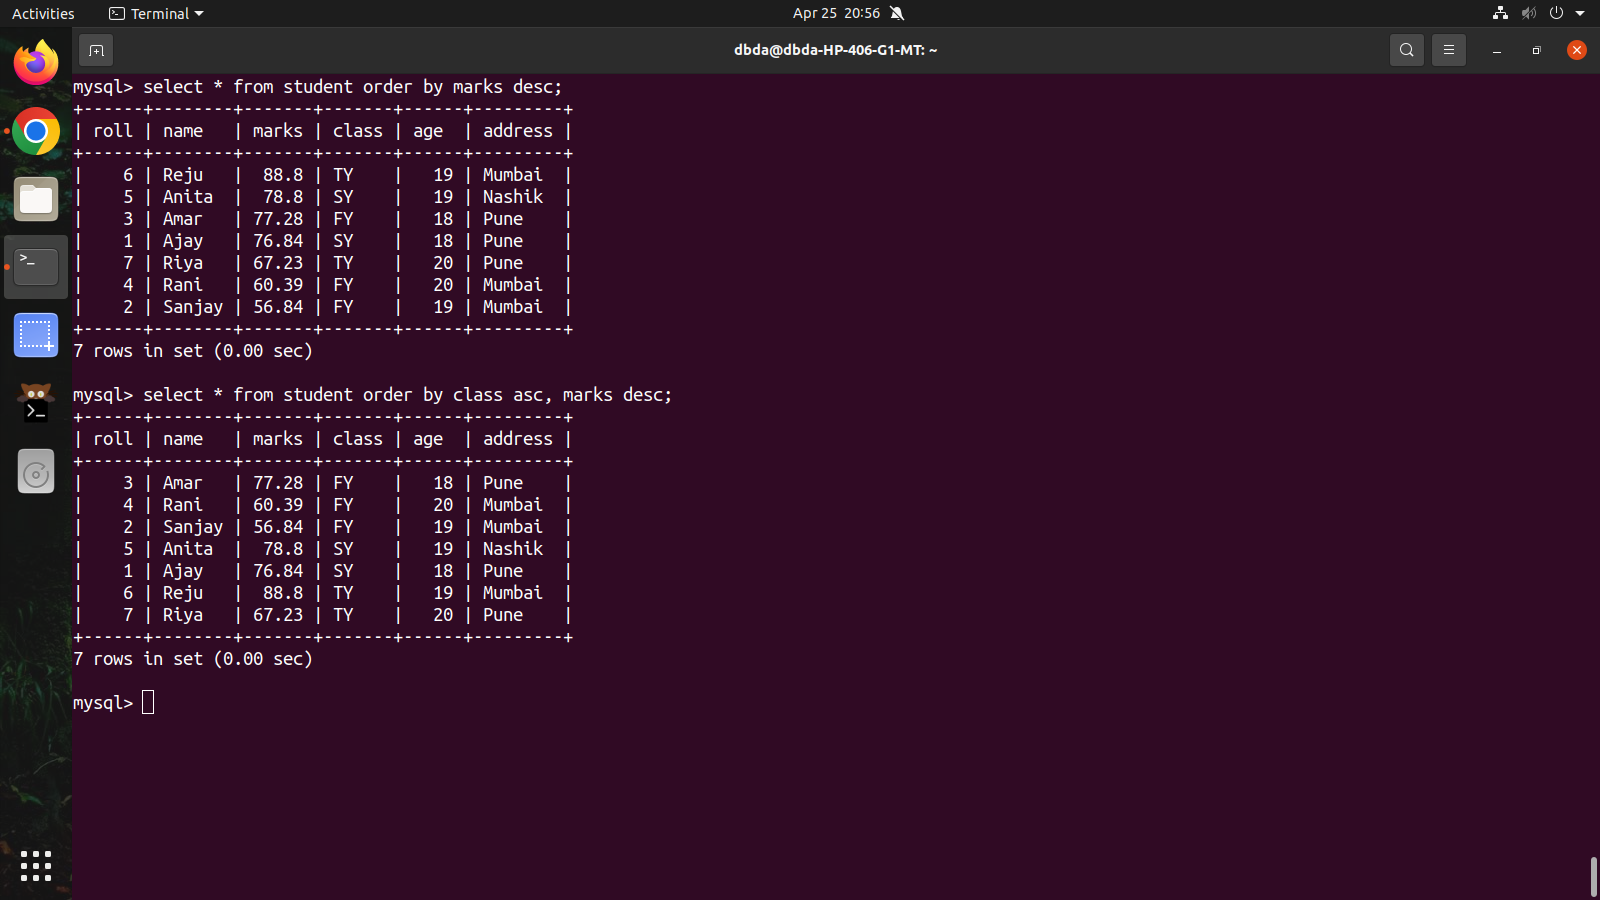 Activities Terminal Apr 25 20:56
dbda@dbda-HP-406-G1-MT: ~
mysql> select * from student order by marks desc;
+------+--------+-------+-------+------+---------+
| roll | name   | marks | class | age  | address |
+------+--------+-------+-------+------+---------+
|    6 | Reju   |  88.8 | TY    |   19 | Mumbai  |
|    5 | Anita  |  78.8 | SY    |   19 | Nashik  |
|    3 | Amar   | 77.28 | FY    |   18 | Pune    |
|    1 | Ajay   | 76.84 | SY    |   18 | Pune    |
|    7 | Riya   | 67.23 | TY    |   20 | Pune    |
|    4 | Rani   | 60.39 | FY    |   20 | Mumbai  |
|    2 | Sanjay | 56.84 | FY    |   19 | Mumbai  |
+------+--------+-------+-------+------+---------+
7 rows in set (0.00 sec)
mysql> select * from student order by class asc, marks desc;
+------+--------+-------+-------+------+---------+
| roll | name   | marks | class | age  | address |
+------+--------+-------+-------+------+---------+
|    3 | Amar   | 77.28 | FY    |   18 | Pune    |
|    4 | Rani   | 60.39 | FY    |   20 | Mumbai  |
|    2 | Sanjay | 56.84 | FY    |   19 | Mumbai  |
|    5 | Anita  |  78.8 | SY    |   19 | Nashik  |
|    1 | Ajay   | 76.84 | SY    |   18 | Pune    |
|    6 | Reju   |  88.8 | TY    |   19 | Mumbai  |
|    7 | Riya   | 67.23 | TY    |   20 | Pune    |
+------+--------+-------+-------+------+---------+
7 rows in set (0.00 sec)
mysql>